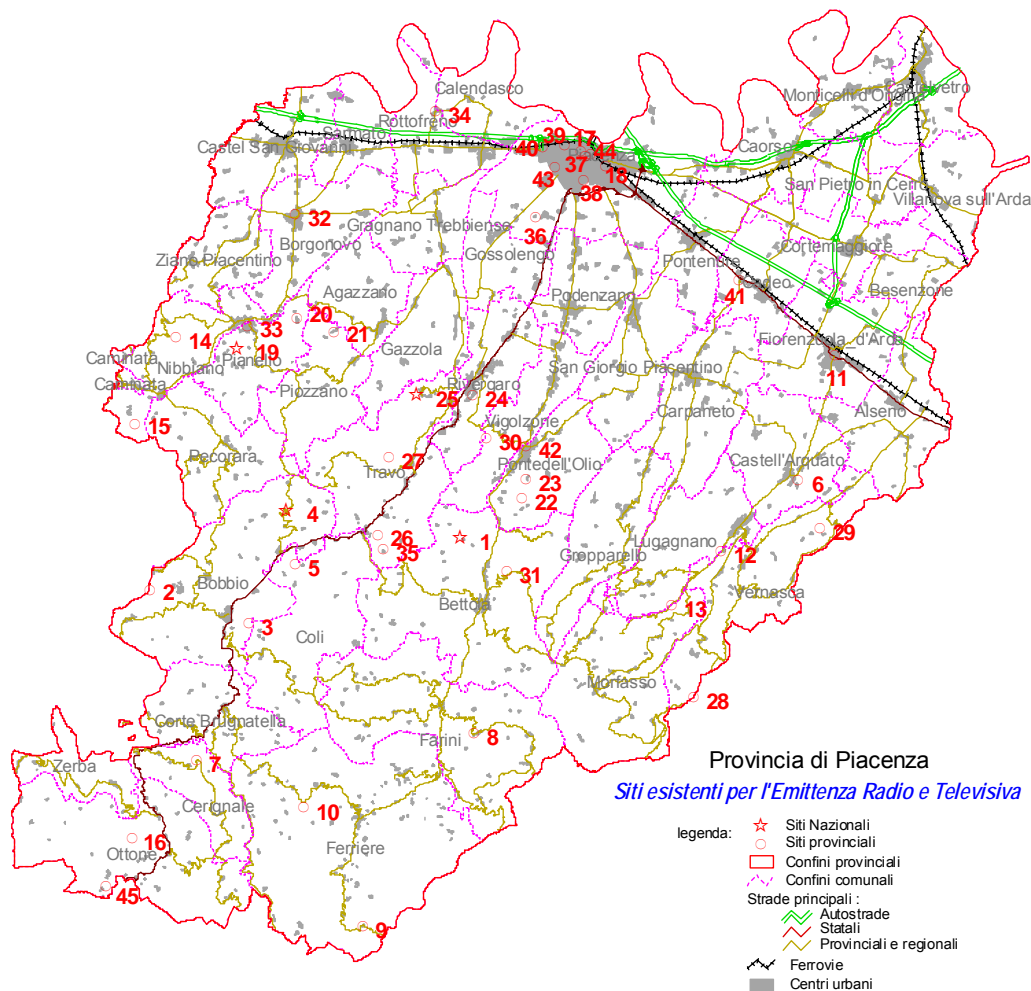 Calendasco
Monticelli d'Ongina
Castelvetro
34
Rottofreno
Sarmato
Castel San Giovanni
39
17
40
Piacenza
44
Caorse
37
43
18
38
San Pietro in Cerro
Villanova sull'Arda
32
Borgonovo
Gragnano Trebbiense
36
Gossolengo
Ziano Piacentino
Cortemaggiore
Pontenure
Cadeo
41
Besenzone
Agazzano
Podenzano
20
33
21
14
19
Caminata
Nibbiano
Pianello
Gazzola
Fiorenzuola_d'Arda
11
Caminata
Piozzano
Rivergaro
San Giorgio Piacentino
25
24
Carpaneto
Alseno
15
Vigolzone
30
42
Pecorara
27
Travo
Pontedell'Olio
Castell'Arquato
23
6
22
4
29
26
1
35
Gropparello
Lugagnano
12
5
31
Bobbio
2
Bettola
Vernasca
13
3
Coli
Morfasso
28
Corte Brugnatella
8
Farini
Zerba
7
Cerignale
10
16
Ottone
Ferriere
45
9
Provincia di Piacenza
Siti esistenti per l'Emittenza Radio e Televisiva
legenda:
Siti Nazionali
Siti provinciali
Confini provinciali
Confini comunali
Strade principali :
Autostrade
Statali
Provinciali e regionali
Ferrovie
Centri urbani